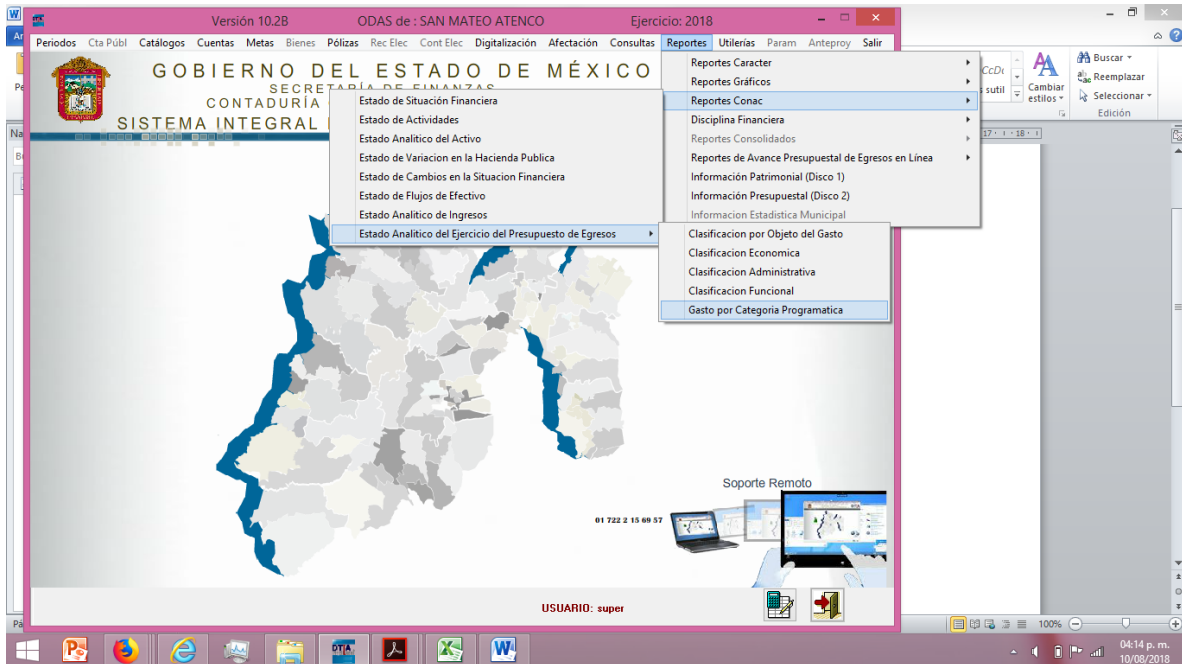 Versión 10.2B ODAS de : SAN MATEO ATENCO Ejercicio: 2018
Periodos Cta Públ Catálogos Cuentas Metas Bienes Pólizas Rec Elec Cont Elec Digitalización Afectación Consultas Reportes Utilerías Param Anteproy Salir
GOBIERNO DEL ESTADO DE MÉXICO
SECRETARÍA DE FINANZAS
CONTADURÍA
SISTEMA INTEGRAL
Reportes Caracter
Reportes Gráficos
Reportes Conac
Disciplina Financiera
Reportes Consolidados
Reportes de Avance Presupuestal de Egresos en Línea
Información Patrimonial (Disco 1)
Información Presupuestal (Disco 2)
Informacion Estadistica Municipal
Estado de Situación Financiera
Estado de Actividades
Estado Analitico del Activo
Estado de Variacion en la Hacienda Publica
Estado de Cambios en la Situacion Financiera
Estado de Flujos de Efectivo
Estado Analitico de Ingresos
Estado Analitico del Ejercicio del Presupuesto de Egresos
Clasificacion por Objeto del Gasto
Clasificacion Economica
Clasificacion Administrativa
Clasificacion Funcional
Gasto por Categoria Programatica
Soporte Remoto
01 722 2 15 69 57
USUARIO: super
CcDc
sutil
Cambiar
estilos
Buscar
Reemplazar
Seleccionar
Edición
17 18
100%
04:14 p. m.
10/08/2018